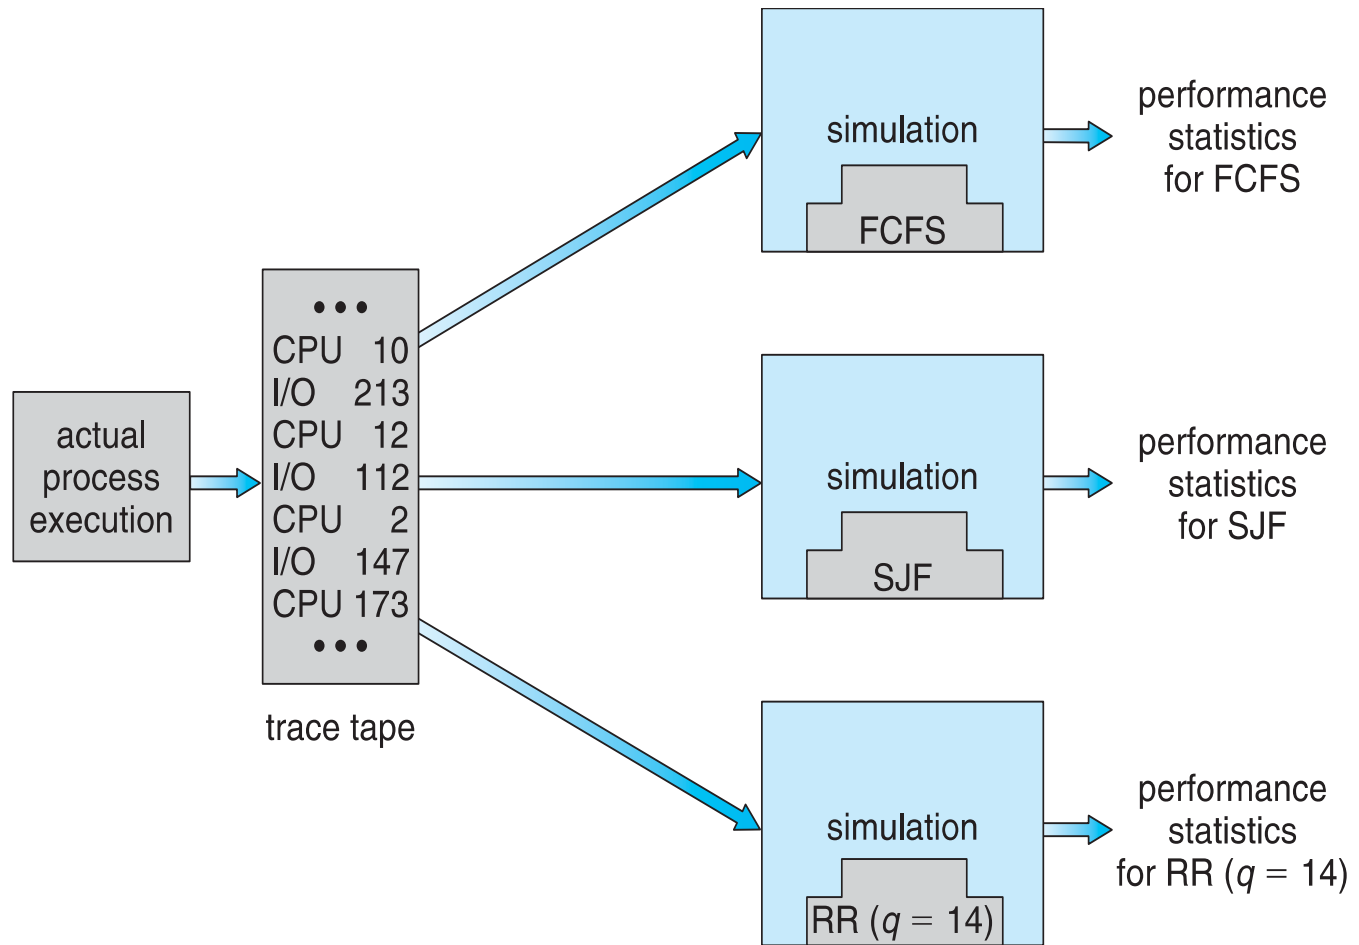 actual
process
execution
• • •
CPU 10
I/O 213
CPU 12
I/O 112
CPU 2
I/O 147
CPU 173
• • •
trace tape
simulation
FCFS
performance
statistics
for FCFS
simulation
SJF
performance
statistics
for SJF
simulation
RR (q = 14)
performance
statistics
for RR (q = 14)